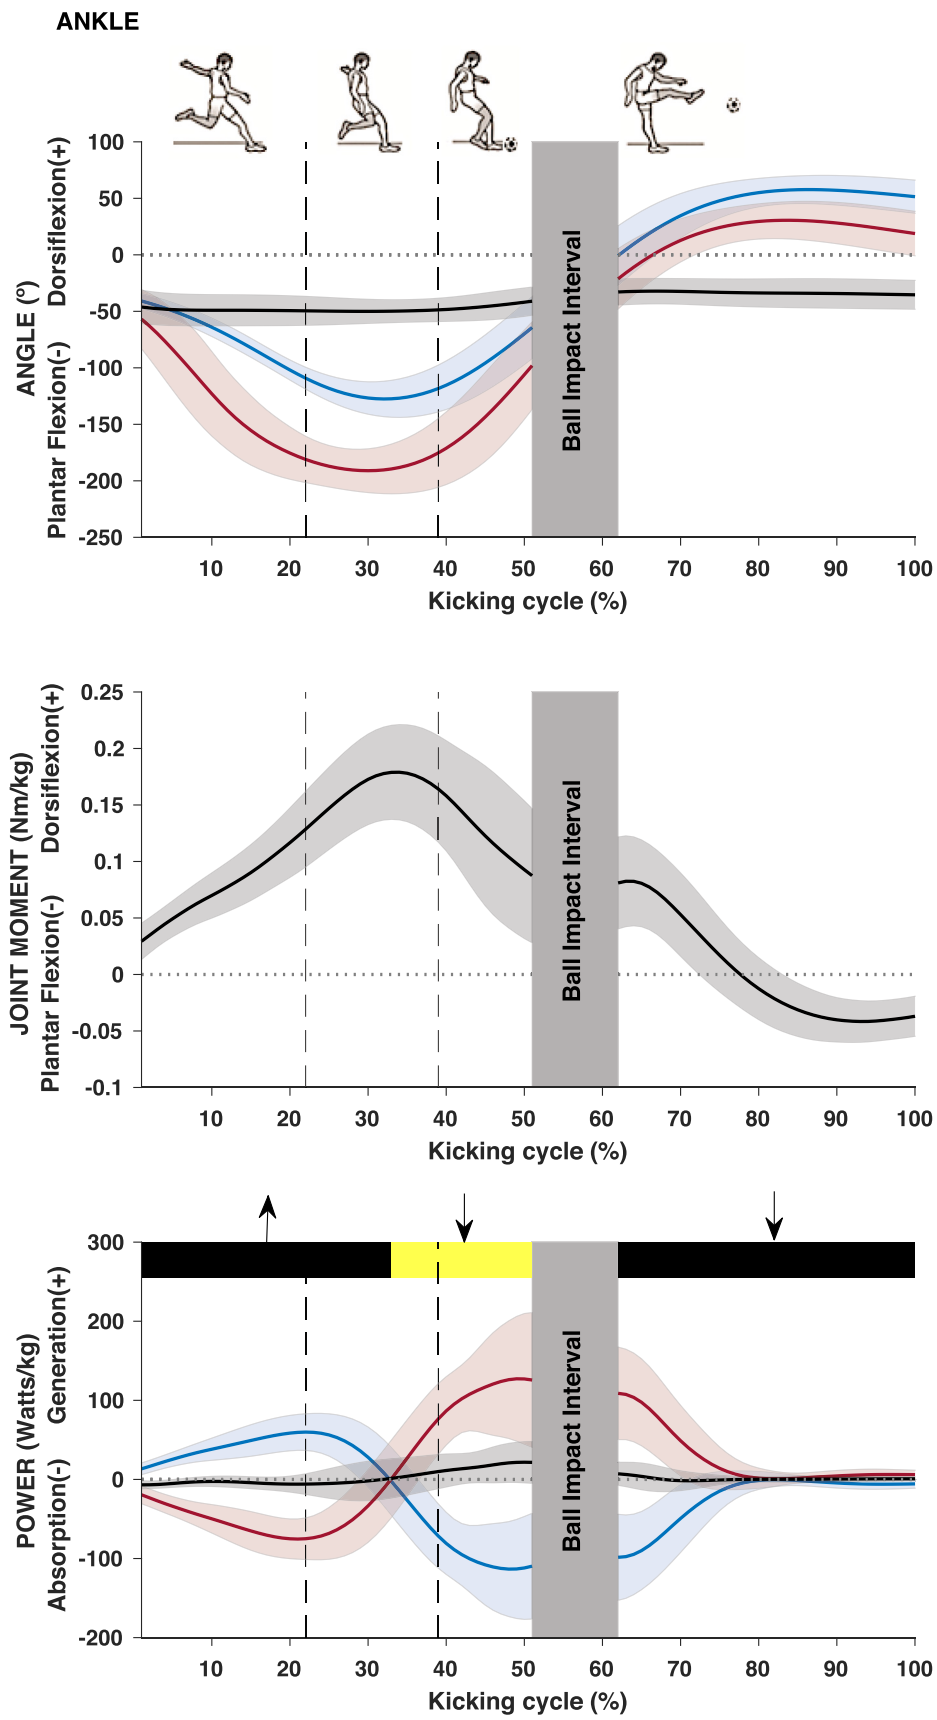 ANKLE
ANGLE (°)
Plantar Flexion(-) Dorsiflexion(+)
100
50
0
-50
-100
-150
-200
-250
Ball Impact Interval
10 20 30 40 50 60 70 80 90 100
Kicking cycle (%)
JOINT MOMENT (Nm/kg)
Plantar Flexion(-) Dorsiflexion(+)
0.25
0.2
0.15
0.1
0.05
0
-0.05
-0.1
Ball Impact Interval
10 20 30 40 50 60 70 80 90 100
Kicking cycle (%)
POWER (Watts/kg)
Absorption(-) Generation(+)
300
200
100
0
-100
-200
Ball Impact Interval
10 20 30 40 50 60 70 80 90 100
Kicking cycle (%)